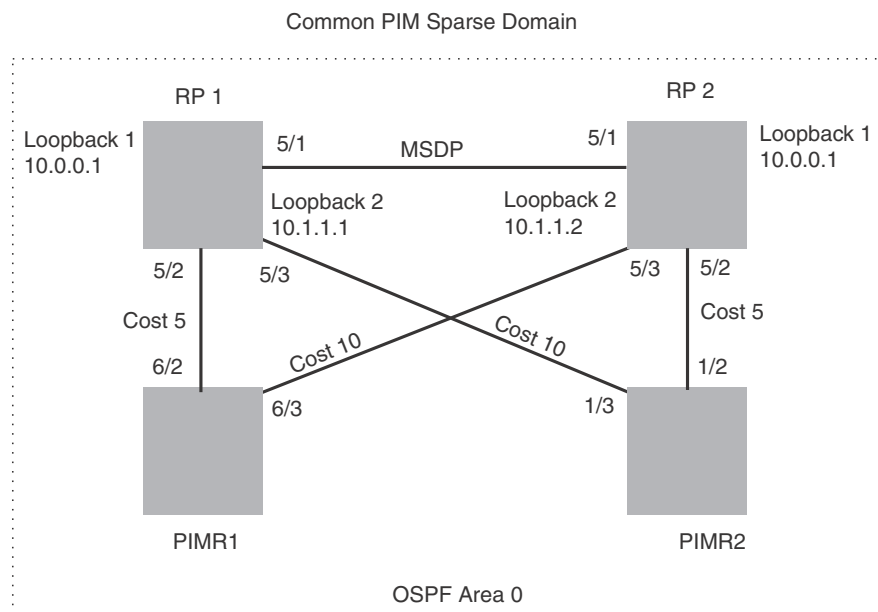 Common PIM Sparse Domain
RP 1
RP 2
Loopback 1
10.0.0.1
5/1
MSDP
5/1
Loopback 1
10.0.0.1
Loopback 2
10.1.1.1
Loopback 2
10.1.1.2
5/2
5/3
5/3
5/2
Cost 5
Cost 10
Cost 10
Cost 5
6/2
6/3
1/3
1/2
PIMR1
PIMR2
OSPF Area 0